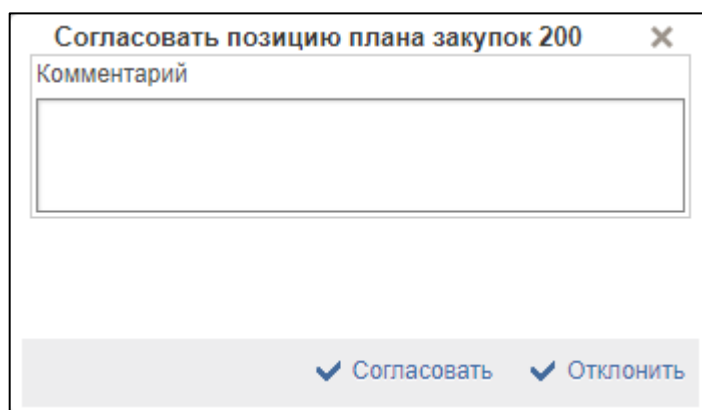 Согласовать позицию плана закупок 200
Комментарий
Согласовать Отклонить